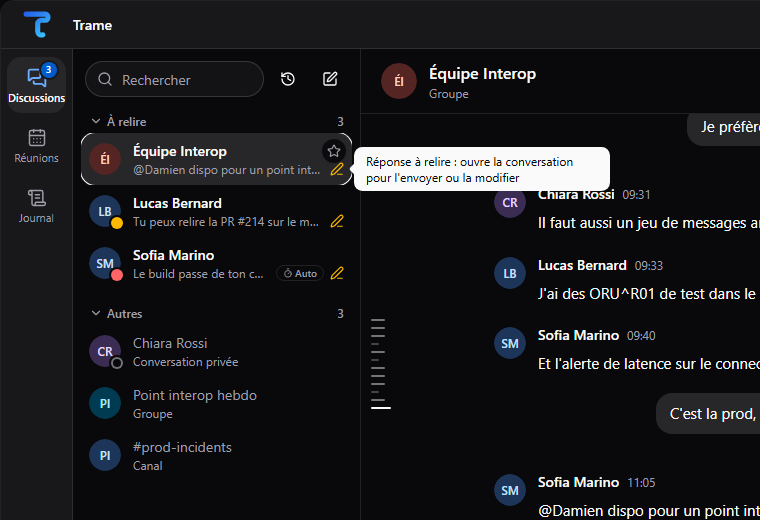 Trame
3
Discussions
Réunions
Journal
Rechercher
À relire 3
ÉI
Équipe Interop
@Damien dispo pour un point int...
LB
Lucas Bernard
Tu peux relire la PR #214 sur le m...
SM
Sofia Marino
Le build passe de ton c...
Auto
Autres 3
CR
Chiara Rossi
Conversation privée
PI
Point interop hebdo
Groupe
PI
#prod-incidents
Canal
ÉI
Équipe Interop
Groupe
Je préfèr
Réponse à relire : ouvre la conversation
pour l'envoyer ou la modifier
CR
Chiara Rossi 09:31
Il faut aussi un jeu de messages a
LB
Lucas Bernard 09:33
J'ai des ORU^R01 de test dans le
SM
Sofia Marino 09:40
Et l'alerte de latence sur le connec
C'est la prod,
SM
Sofia Marino 11:05
@Damien dispo pour un point int